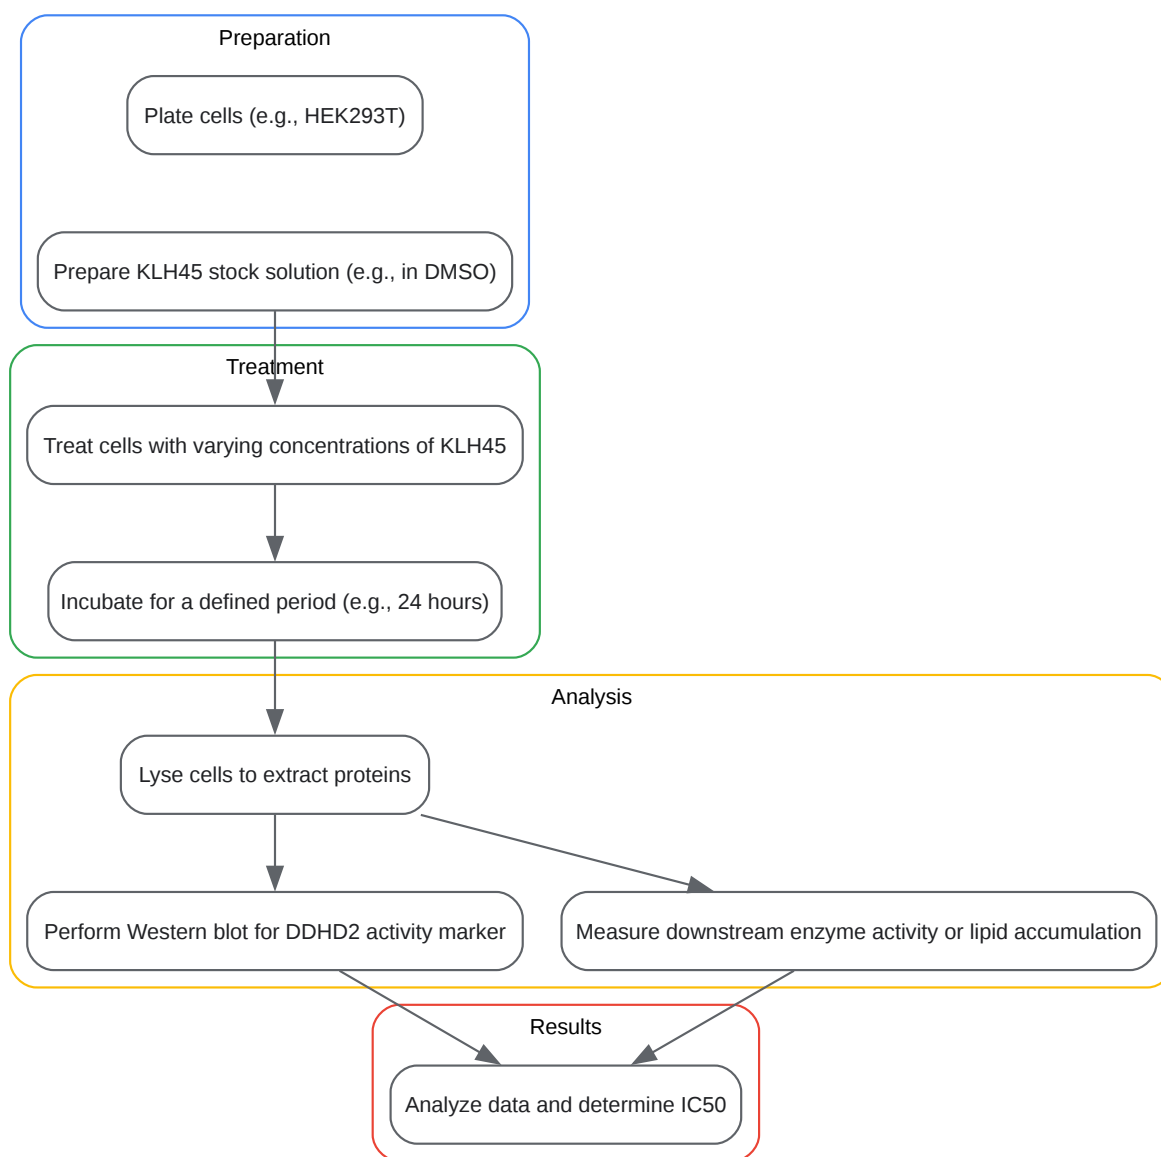 Preparation
Plate cells (e.g., HEK293T)
Prepare KLH45 stock solution (e.g., in DMSO)
Treatment
Treat cells with varying concentrations of KLH45
Incubate for a defined period (e.g., 24 hours)
Analysis
Lyse cells to extract proteins
Perform Western blot for DDHD2 activity marker
Measure downstream enzyme activity or lipid accumulation
Results
Analyze data and determine IC50